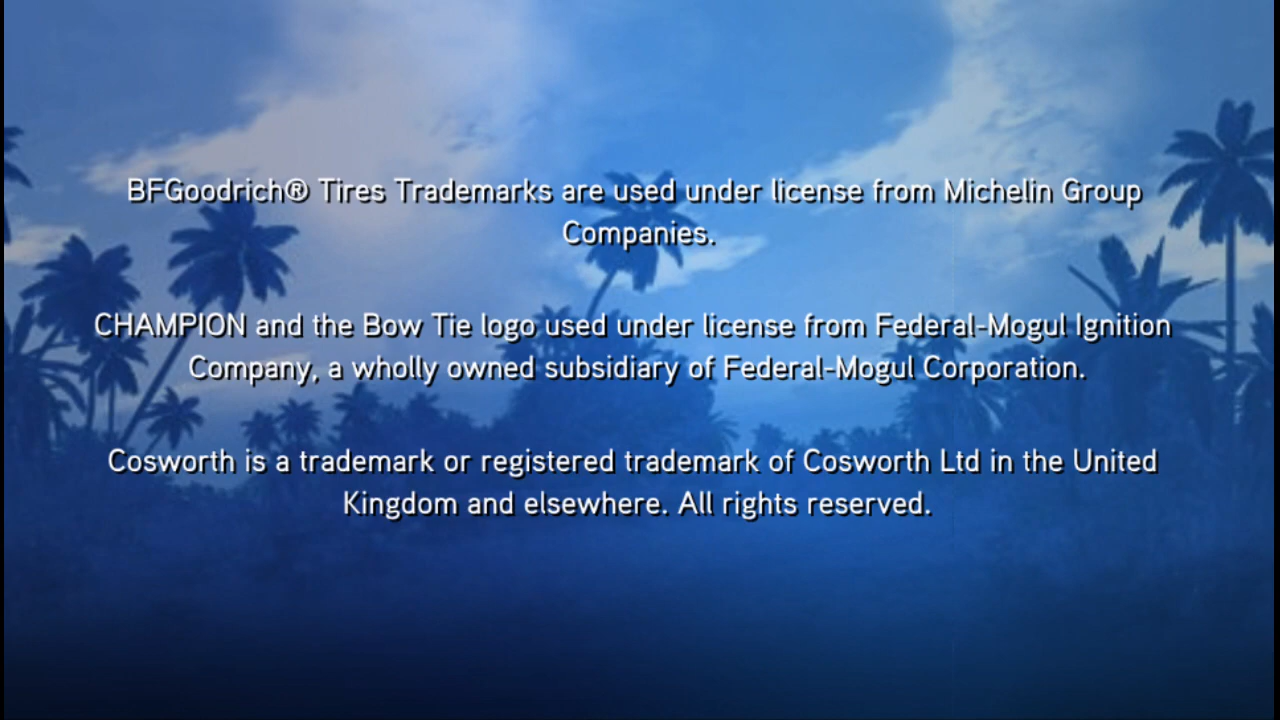 BFGoodrich® Tires Trademarks are used under license from Michelin Group
Companies.
CHAMPION and the Bow Tie logo used under license from Federal-Mogul Ignition
Company, a wholly owned subsidiary of Federal-Mogul Corporation.
Cosworth is a trademark or registered trademark of Cosworth Ltd in the United
Kingdom and elsewhere. All rights reserved.